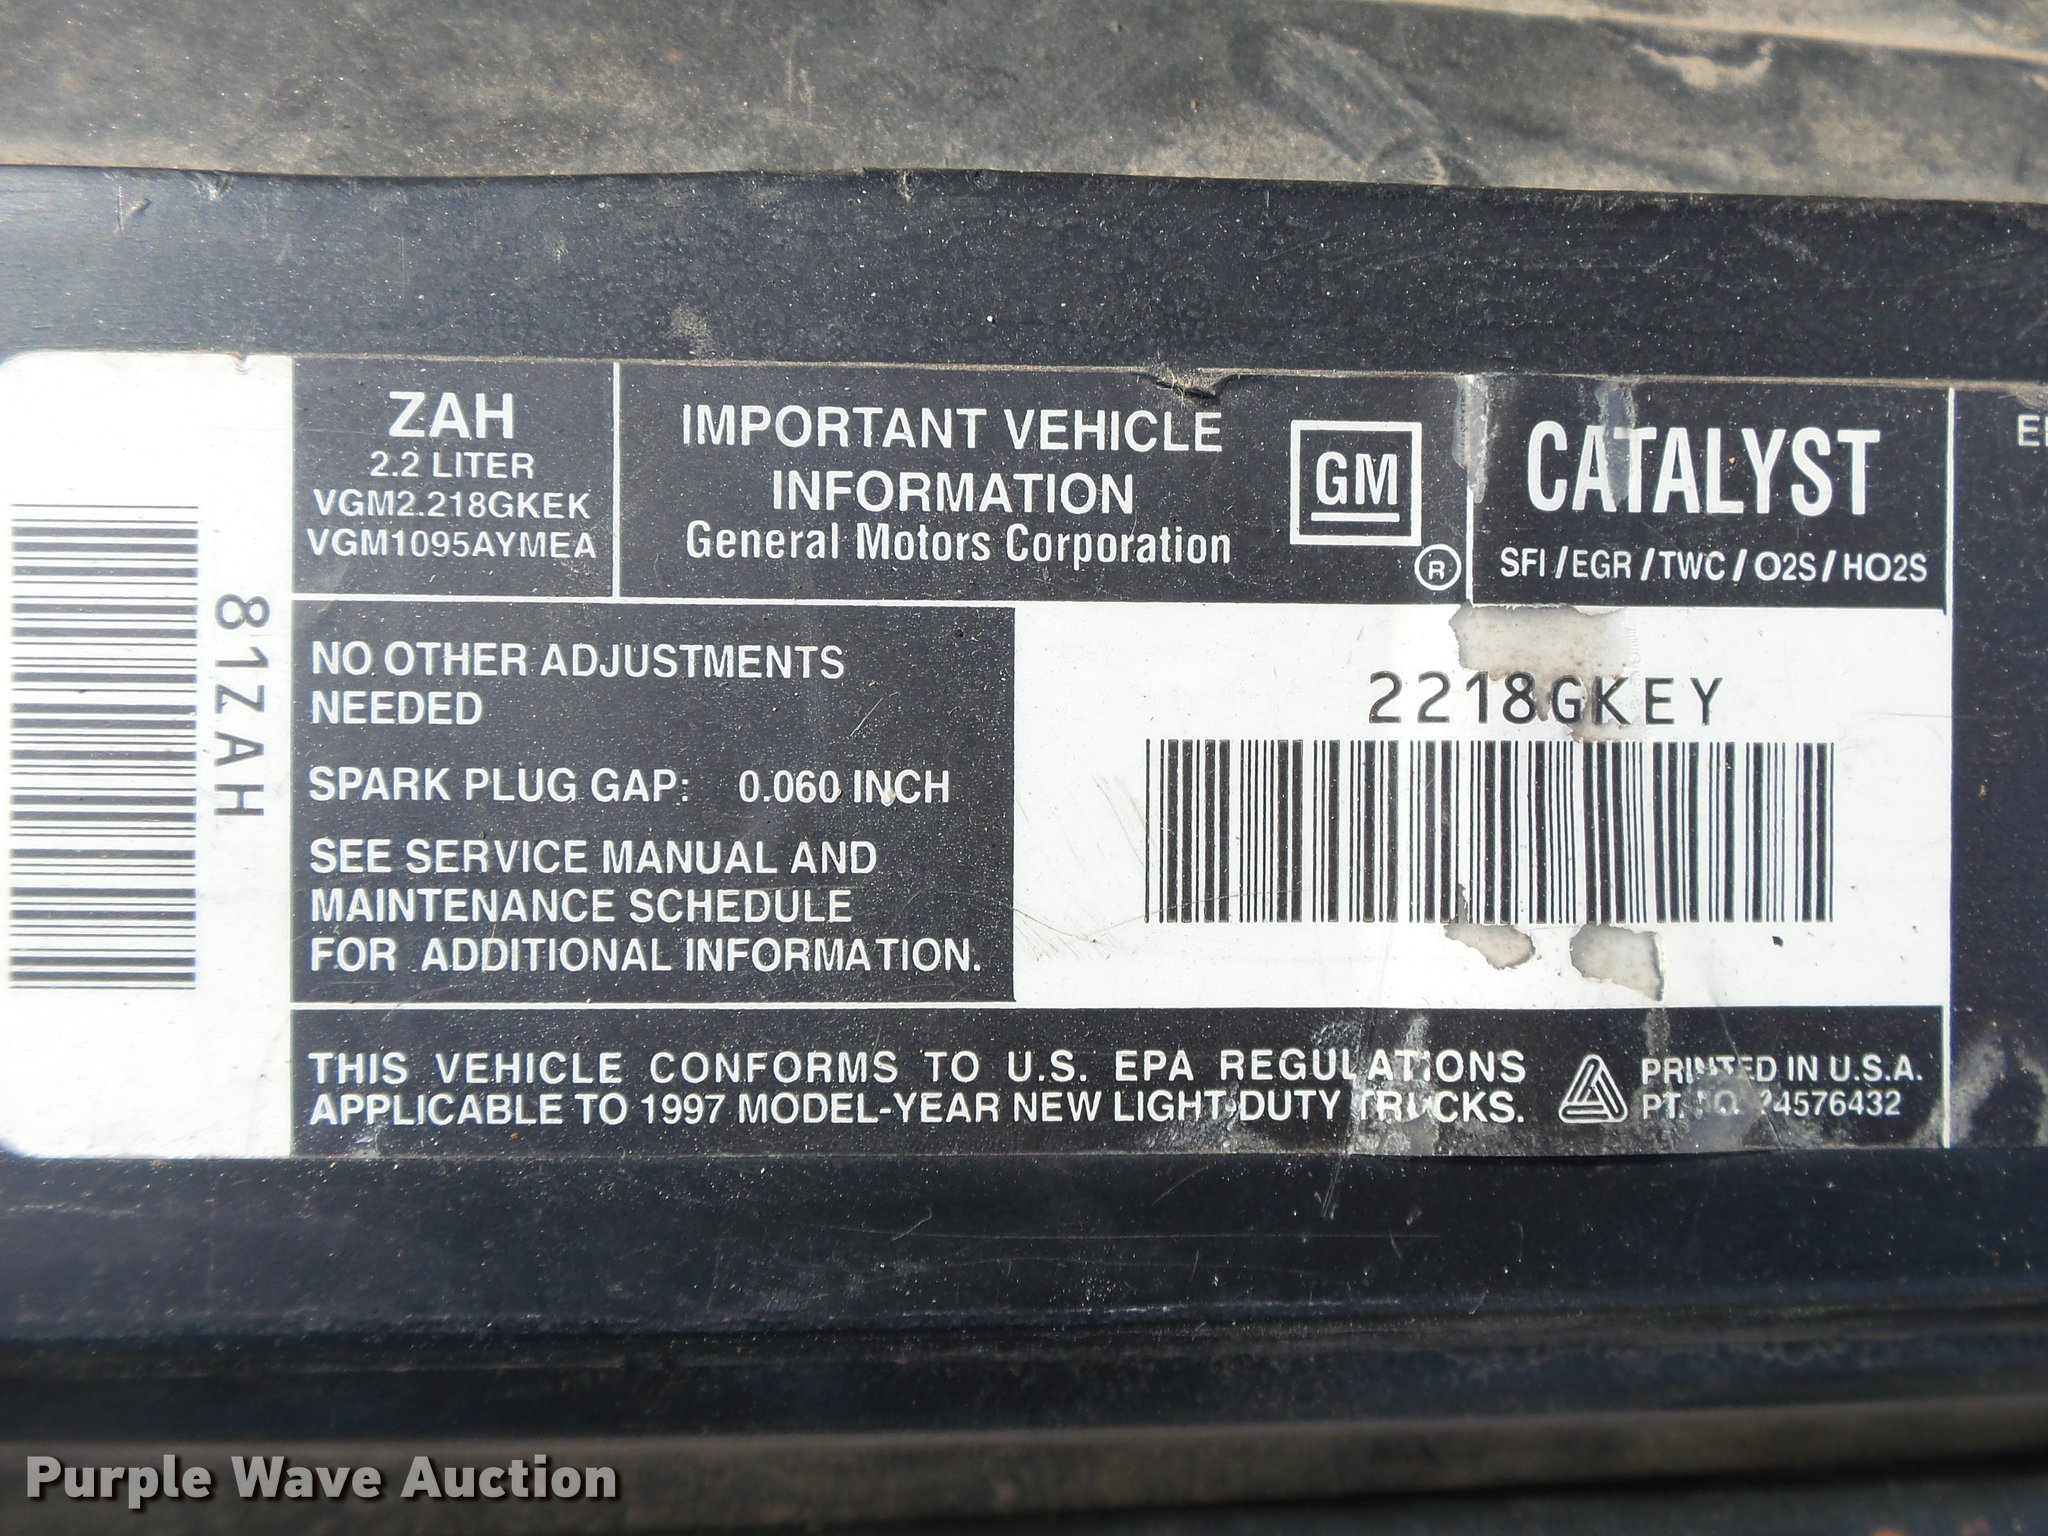 81ZAH
ZAH
2.2 LITER
VGM2.218GKEK
VGM1095AYMEA
IMPORTANT VEHICLE
INFORMATION
General Motors Corporation
GM
®
CATALYST
SFI/EGR/TWC/O2S/HO2S
NO OTHER ADJUSTMENTS
NEEDED
SPARK PLUG GAP: 0.060 INCH
SEE SERVICE MANUAL AND
MAINTENANCE SCHEDULE
FOR ADDITIONAL INFORMATION.
2218GKEY
THIS VEHICLE CONFORMS TO U.S. EPA REGULATIONS
APPLICABLE TO 1997 MODEL-YEAR NEW LIGHT-DUTY TRUCKS.
PRINTED IN U.S.A.
PT. NO. 24576432
Purple Wave Auction